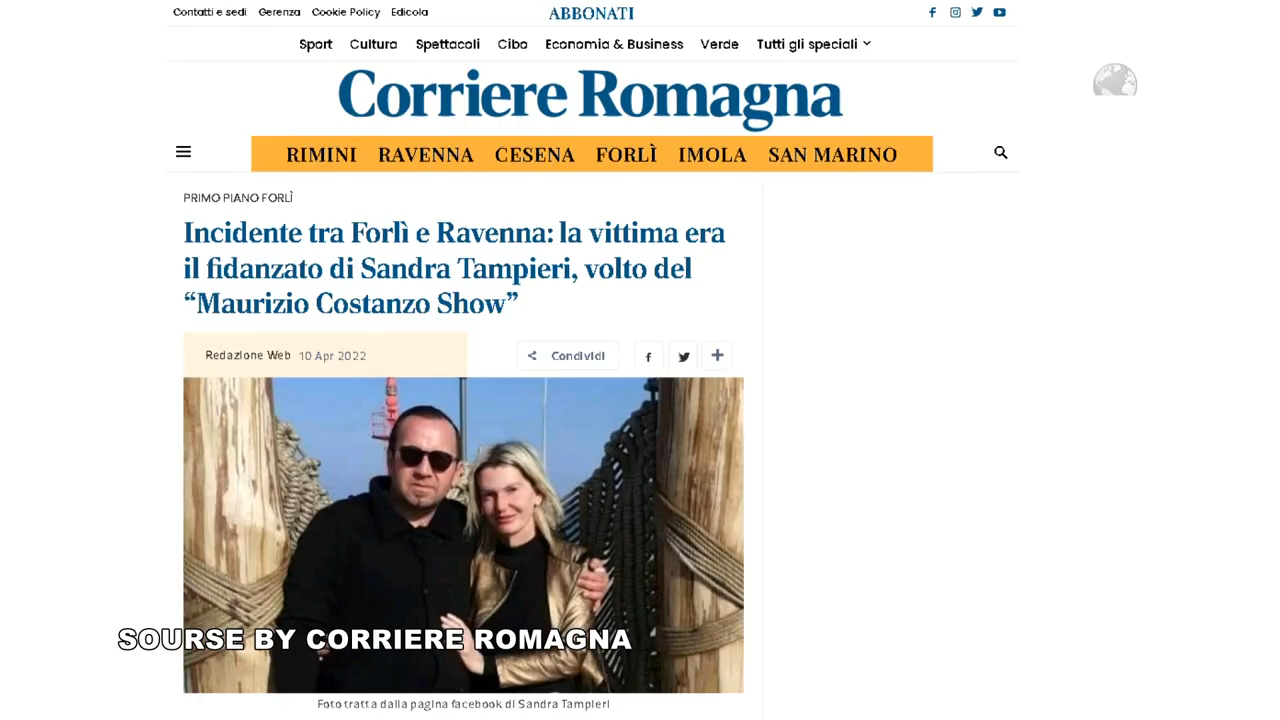 Contatti e sedi Gerenza Cookie Policy Edicola ABBONATI
Sport Cultura Spettacoli Cibo Economia & Business Verde Tutti gli speciali
Corriere Romagna
RIMINI RAVENNA CESENA FORLÌ IMOLA SAN MARINO
PRIMO PIANO FORLÌ
Incidente tra Forlì e Ravenna: la vittima era
il fidanzato di Sandra Tampieri, volto del
“Maurizio Costanzo Show”
Redazione Web 10 Apr 2022 Condividi
SOURSE BY CORRIERE ROMAGNA
Foto tratta dalla pagina facebook di Sandra Tampieri